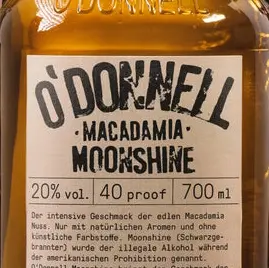 O'DONNELL
O'DONNELL
·MACADAMIA·
MOONSHINE
20% vol. 40 proof 700 ml
Der intensive Geschmack der edlen Macadamia
Nuss. Nur mit natürlichen Aromen und ohne
künstliche Farbstoffe. Moonshine (Schwarzge-
brannter) wurde der illegale Alkohol während
der amerikanischen Prohibition genannt.